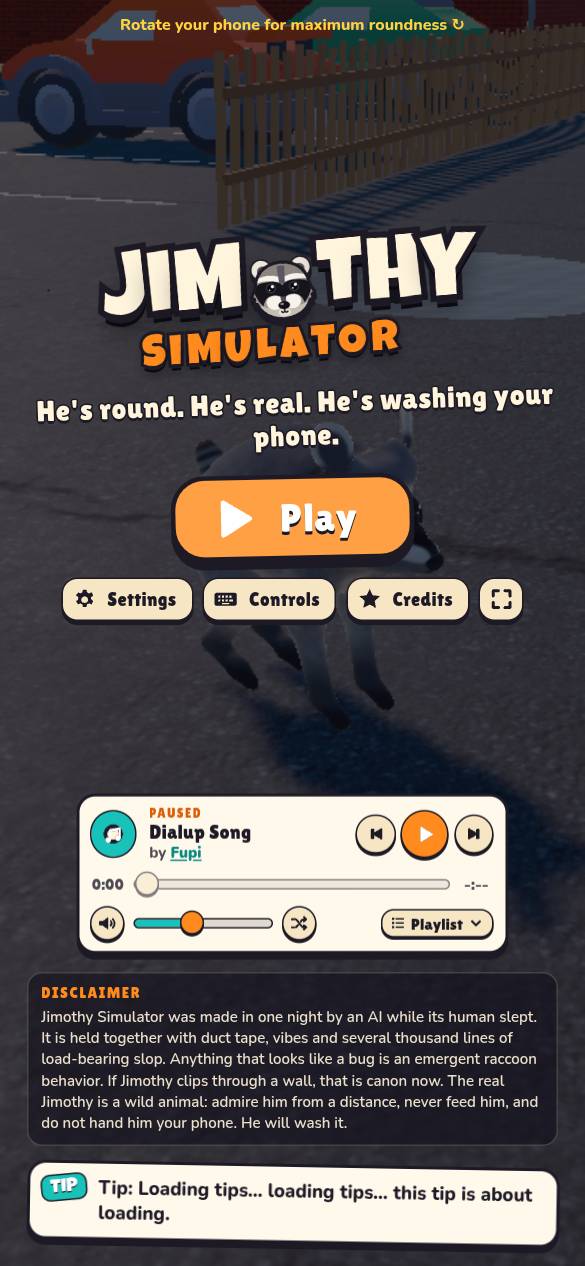 Rotate your phone for maximum roundness ↻
JIM THY
SIMULATOR
He's round. He's real. He's washing your
phone.
Play
Settings
Controls
Credits
PAUSED
Dialup Song
by Fupi
0:00
-:--
Playlist
DISCLAIMER
Jimothy Simulator was made in one night by an AI while its human slept.
It is held together with duct tape, vibes and several thousand lines of
load-bearing slop. Anything that looks like a bug is an emergent raccoon
behavior. If Jimothy clips through a wall, that is canon now. The real
Jimothy is a wild animal: admire him from a distance, never feed him, and
do not hand him your phone. He will wash it.
TIP
Tip: Loading tips... loading tips... this tip is about
loading.